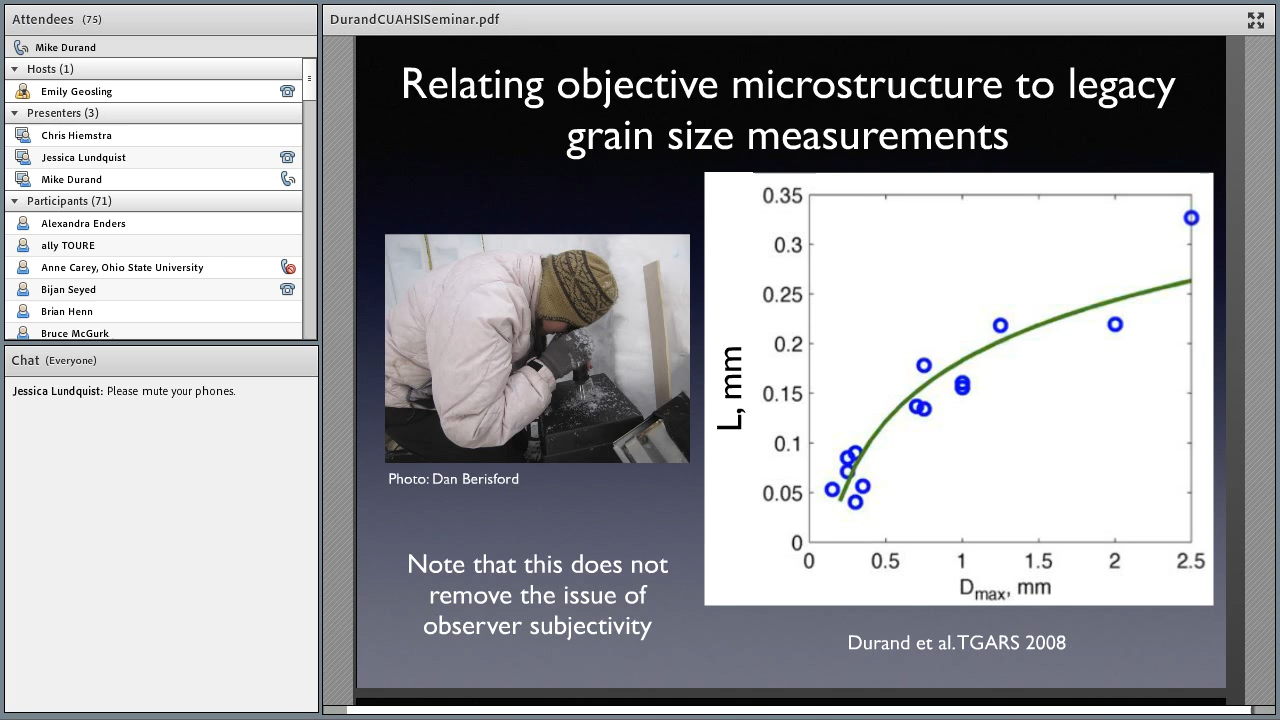 Attendees (75)
Mike Durand
Hosts (1)
Emily Geosling
Presenters (3)
Chris Hiemstra
Jessica Lundquist
Mike Durand
Participants (71)
Alexandra Enders
ally TOURE
Anne Carey, Ohio State University
Bijan Seyed
Brian Henn
Bruce McGurk
Chat (Everyone)
Jessica Lundquist: Please mute your phones.
DurandCUAHSISeminar.pdf
Relating objective microstructure to legacy
grain size measurements
Photo: Dan Berisford
Note that this does not
remove the issue of
observer subjectivity
L, mm
0.35
0.3
0.25
0.2
0.15
0.1
0.05
0
0 0.5 1 1.5 2 2.5
Dmax, mm
Durand et al. TGARS 2008